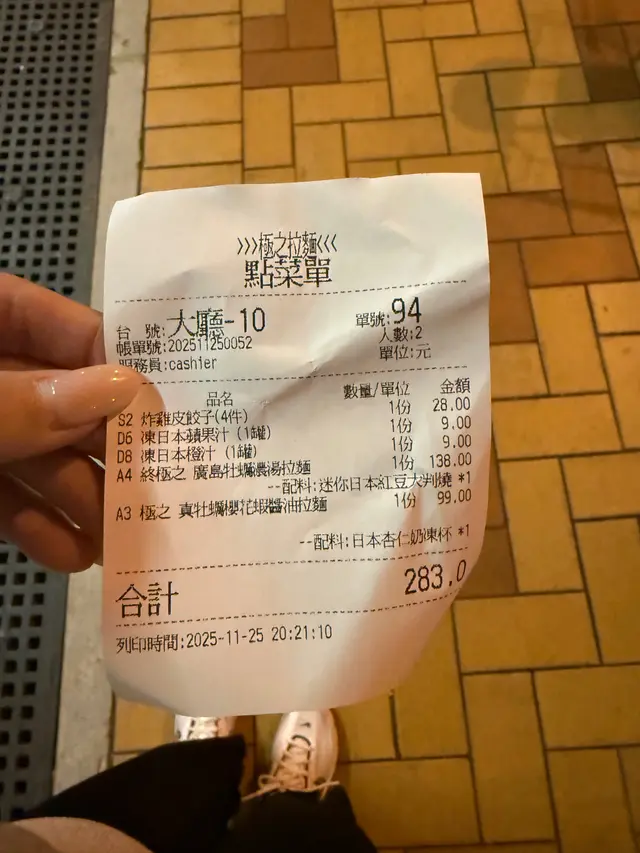 >>>極之拉麵<<<
點菜單
台 號:大廳-10 單號:94
帳單號:202511250052 人數:2
服務員:cashier 單位:元
品名 數量/單位 金額
S2 炸雞皮餃子(4件) 1份 28.00
D6 凍日本蘋果汁 (1罐) 1份 9.00
D8 凍日本橙汁 (1罐) 1份 9.00
A4 終極之 廣島牡蠣濃湯拉麵 1份 138.00
--配料:迷你日本紅豆大判燒 *1
A3 極之 真牡蠣櫻花蝦醬油拉麵 1份 99.00
--配料:日本杏仁奶凍杯 *1
合計 283.0
列印時間:2025-11-25 20:21:10